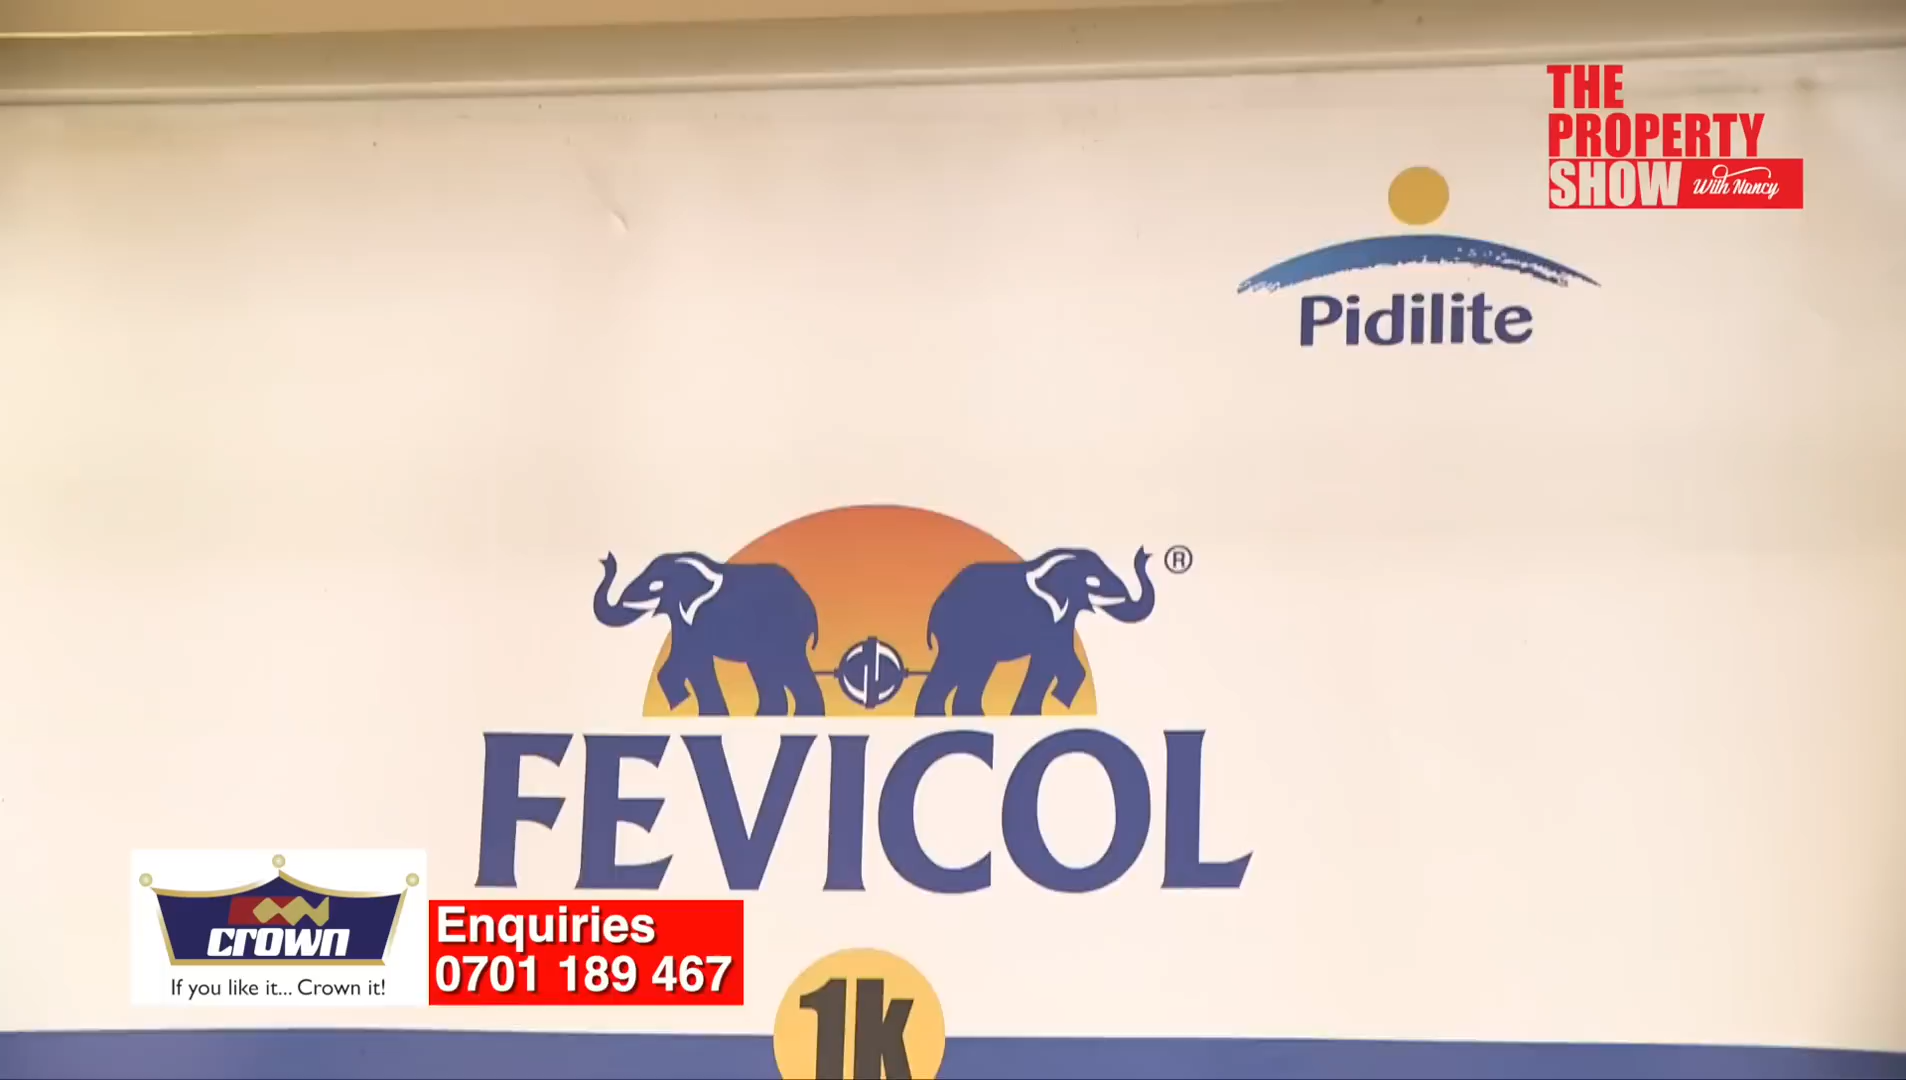 THE
PROPERTY
SHOW With Nancy
Pidilite
®
FEVICOL
crown
If you like it... Crown it!
Enquiries
0701 189 467
1k